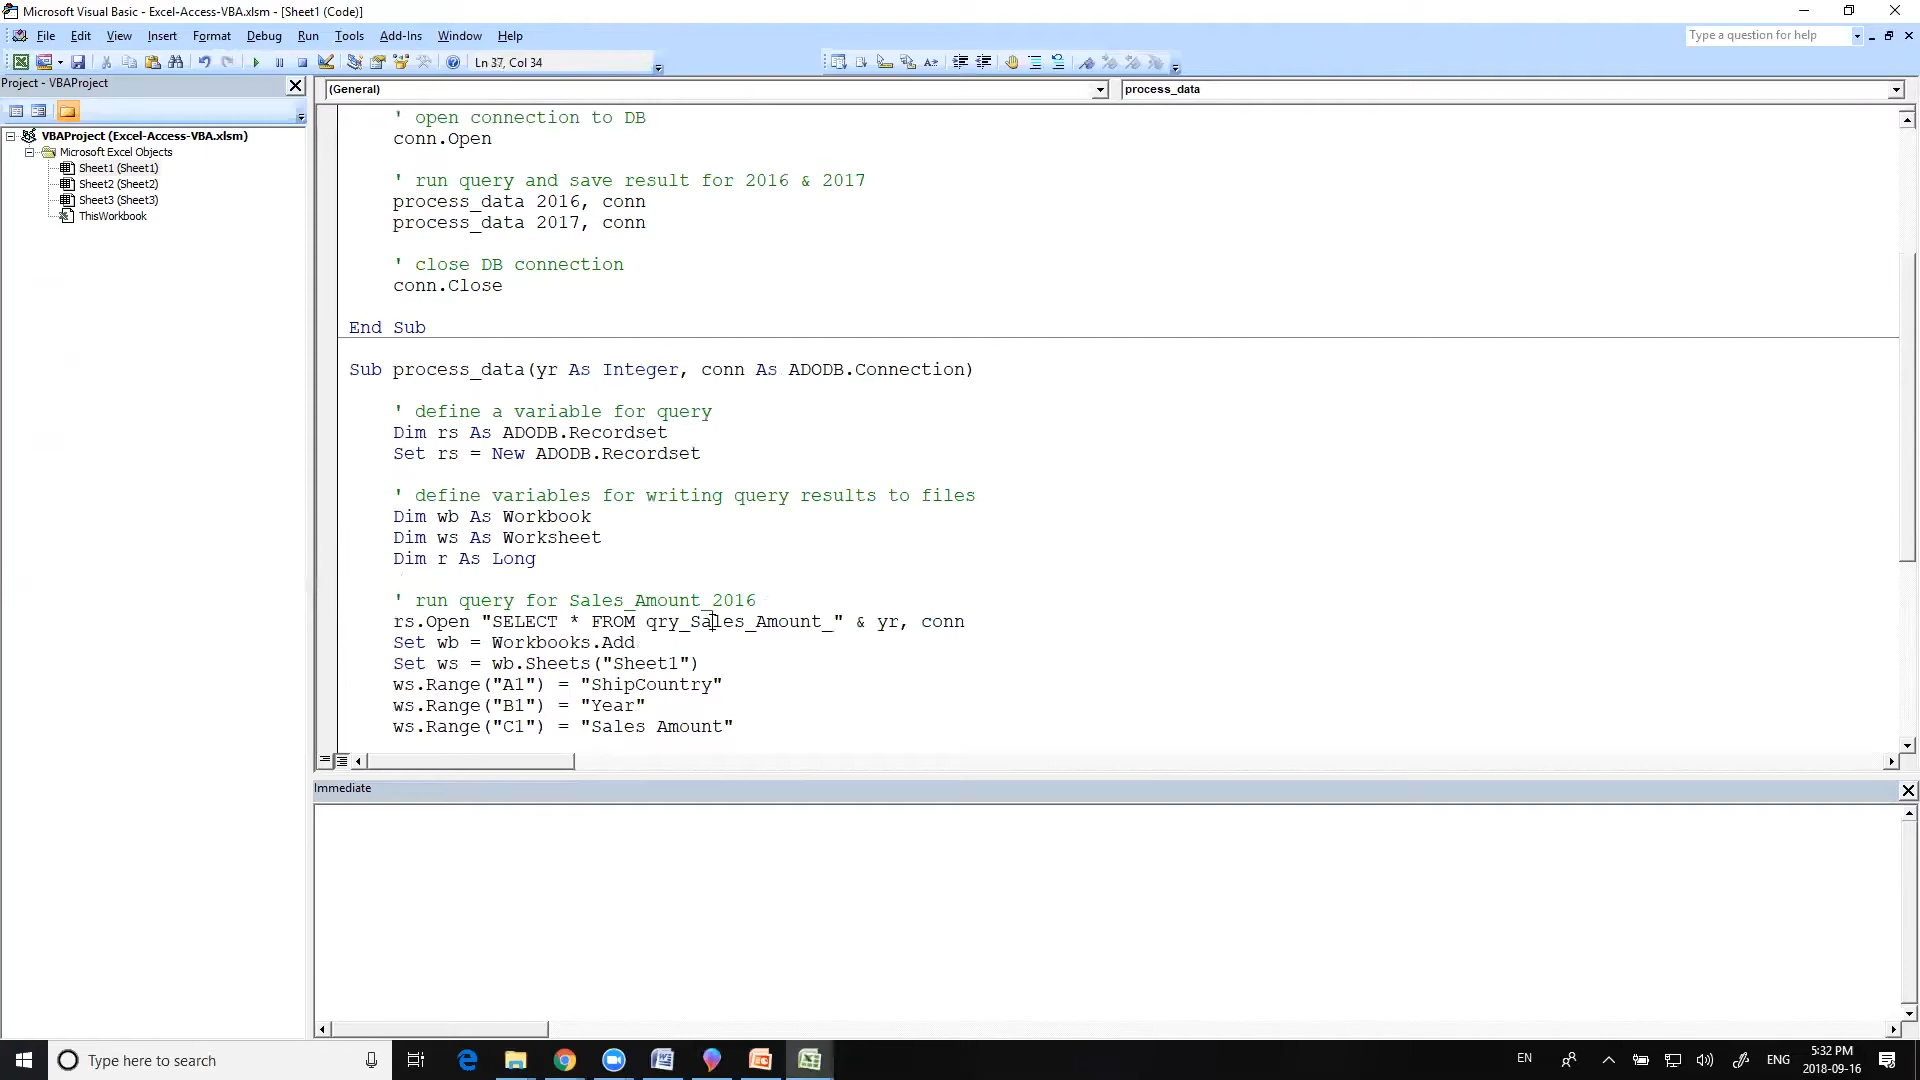 Microsoft Visual Basic - Excel-Access-VBA.xlsm - [Sheet1 (Code)]
File Edit View Insert Format Debug Run Tools Add-Ins Window Help
Type a question for help
Ln 37, Col 34
Project - VBAProject
(General)
process_data
VBAProject (Excel-Access-VBA.xlsm)
Microsoft Excel Objects
Sheet1 (Sheet1)
Sheet2 (Sheet2)
Sheet3 (Sheet3)
ThisWorkbook
' open connection to DB
conn.Open
' run query and save result for 2016 & 2017
process_data 2016, conn
process_data 2017, conn
' close DB connection
conn.Close
End Sub
Sub process_data(yr As Integer, conn As ADODB.Connection)
' define a variable for query
Dim rs As ADODB.Recordset
Set rs = New ADODB.Recordset
' define variables for writing query results to files
Dim wb As Workbook
Dim ws As Worksheet
Dim r As Long
' run query for Sales_Amount_2016
rs.Open "SELECT * FROM qry_Sales_Amount_" & yr, conn
Set wb = Workbooks.Add
Set ws = wb.Sheets("Sheet1")
ws.Range("A1") = "ShipCountry"
ws.Range("B1") = "Year"
ws.Range("C1") = "Sales Amount"
Immediate
Type here to search
EN
ENG
5:32 PM
2018-09-16